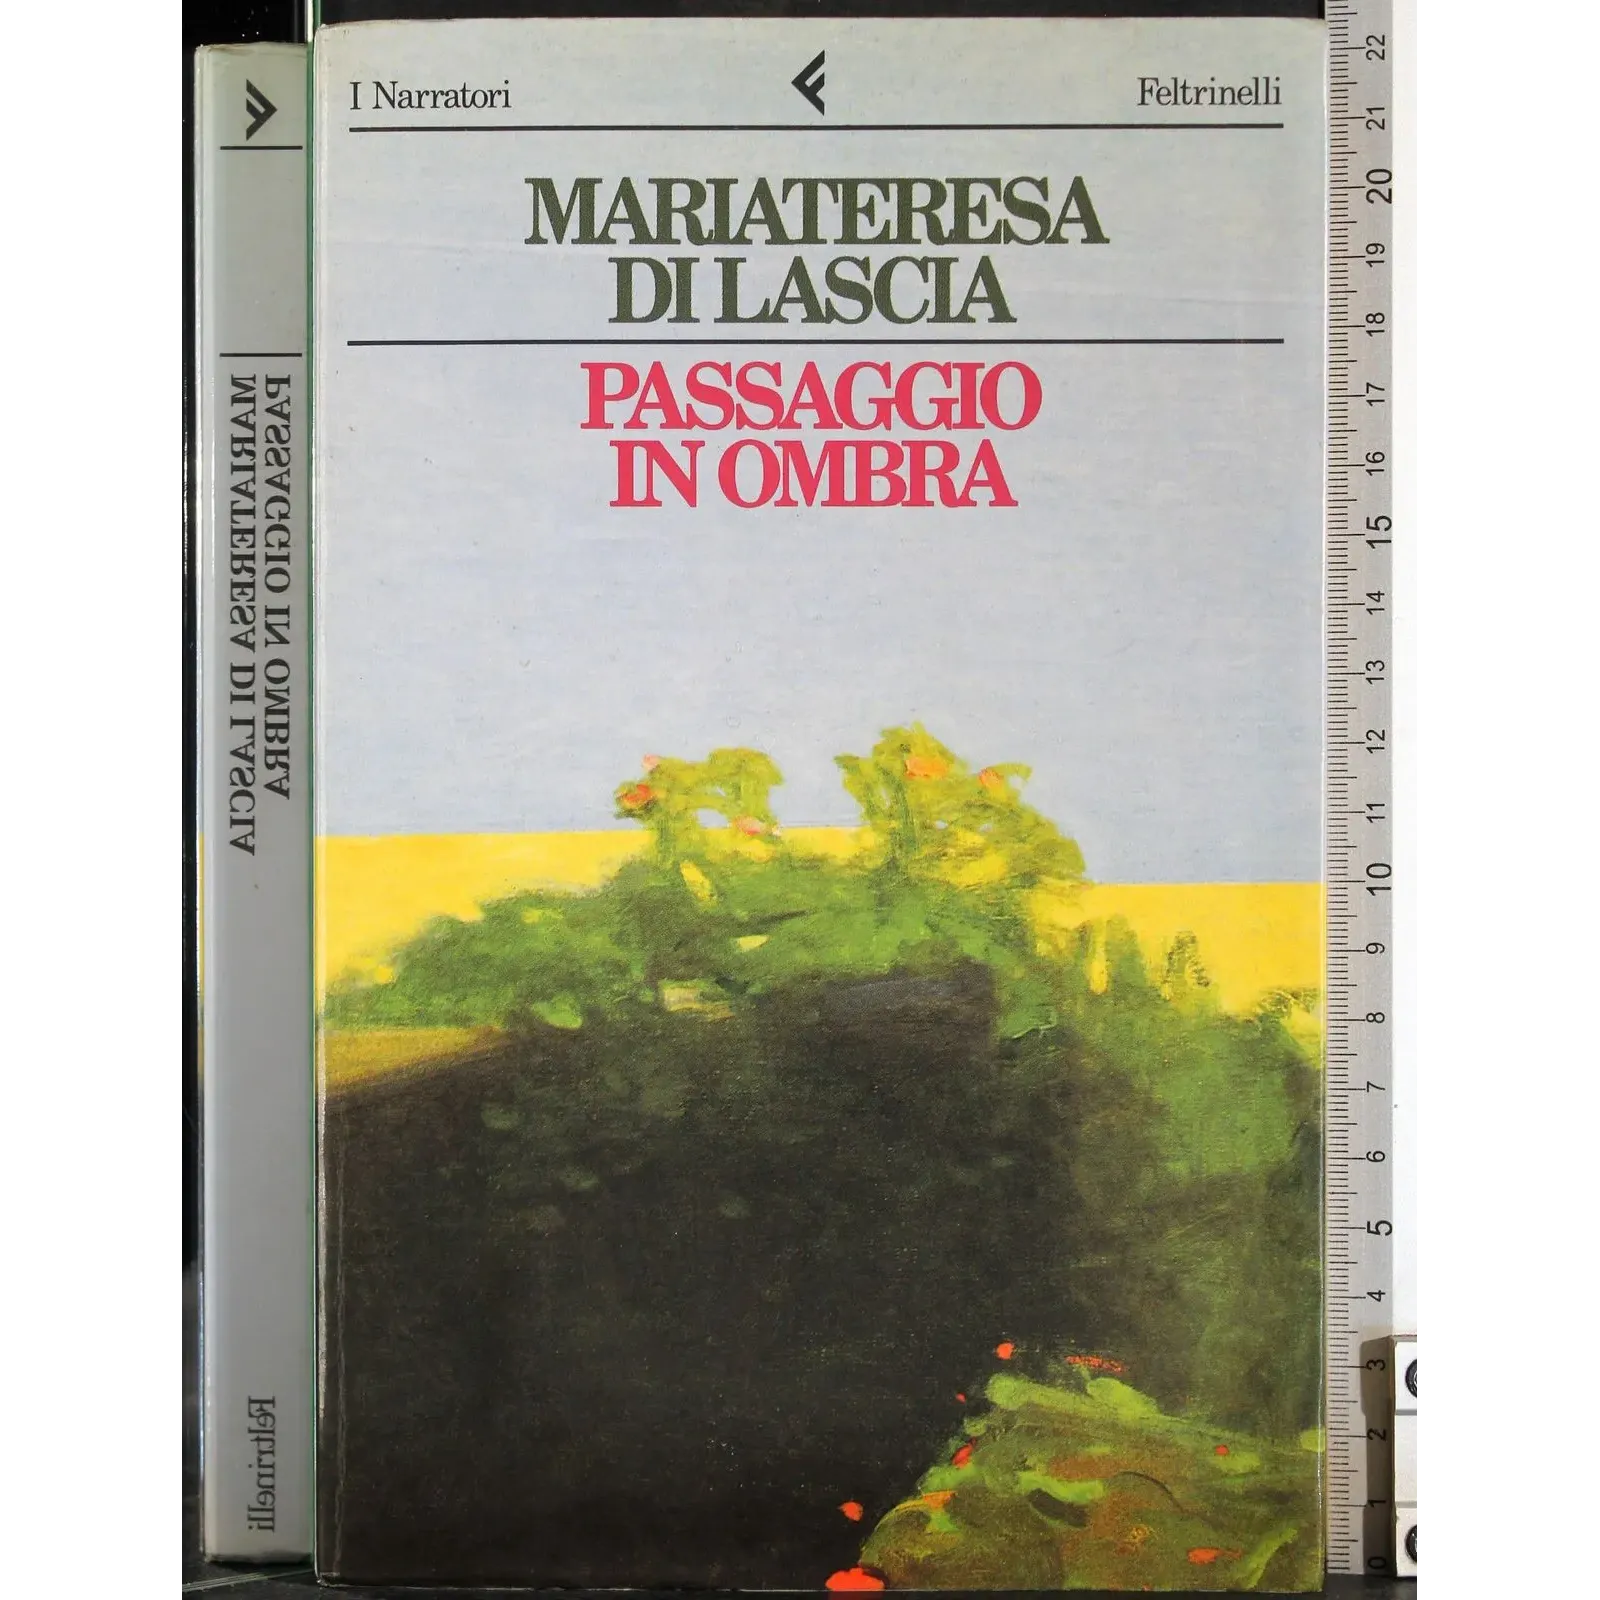 I Narratori
Feltrinelli
MARIATERESA
DI LASCIA
PASSAGGIO
IN OMBRA
PASSAGGIO IN OMBRA
MARIATERESA DI LASCIA
Feltrinelli
22
21
20
19
18
17
16
15
14
13
12
11
10
9
8
7
6
5
4
3
2
1
0